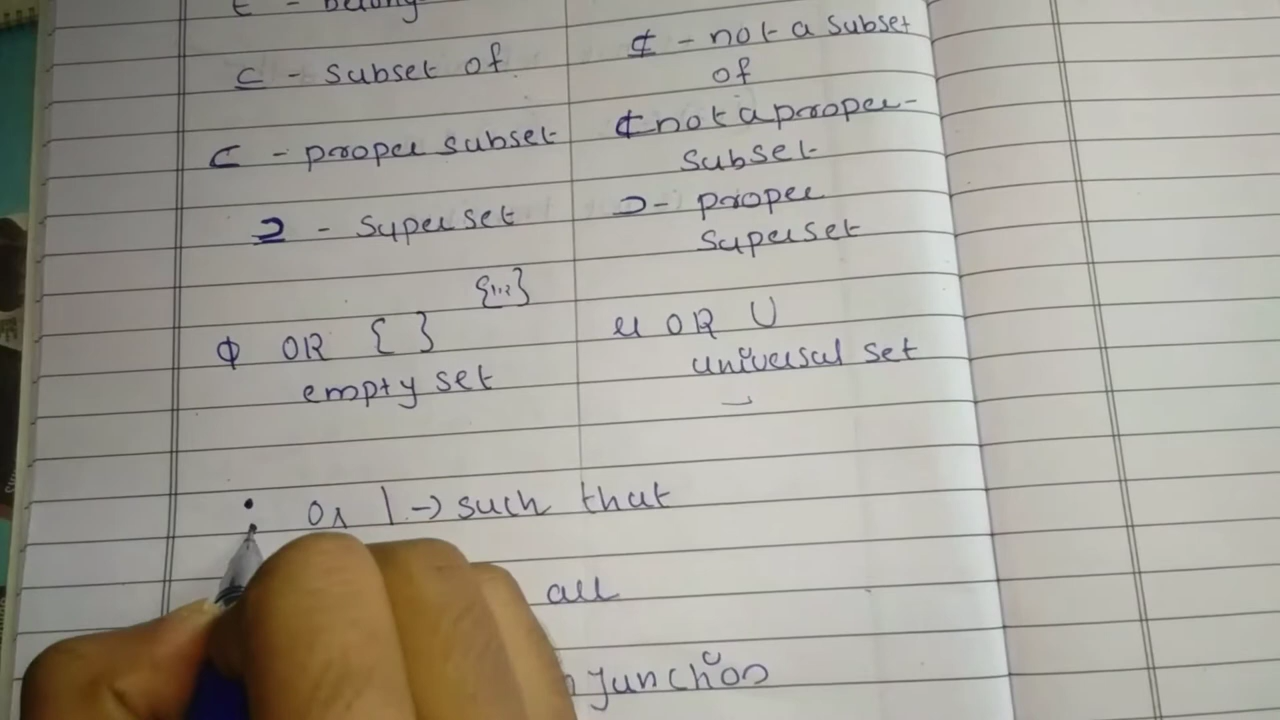 ∈ - belong
⊆ - subset of
⊄ - not a subset
of
⊂ - proper subset
⊄ not a proper-
subset
⊇ - superset
⊃ - proper
superset
{1,2}
ϕ OR { }
empty set
μ OR U
universal set
: or | → such that
all
junction